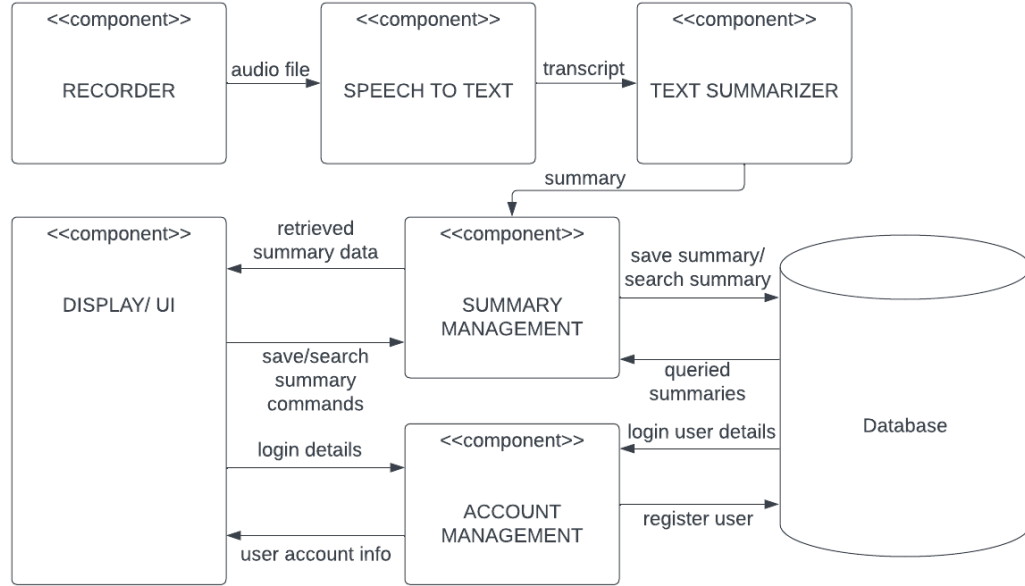 <<component>>
RECORDER
audio file
<<component>>
SPEECH TO TEXT
transcript
<<component>>
TEXT SUMMARIZER
summary
<<component>>
DISPLAY/ UI
retrieved
summary data
<<component>>
SUMMARY
MANAGEMENT
save summary/
search summary
save/search
summary
commands
queried
summaries
Database
login details
<<component>>
ACCOUNT
MANAGEMENT
login user details
register user
user account info